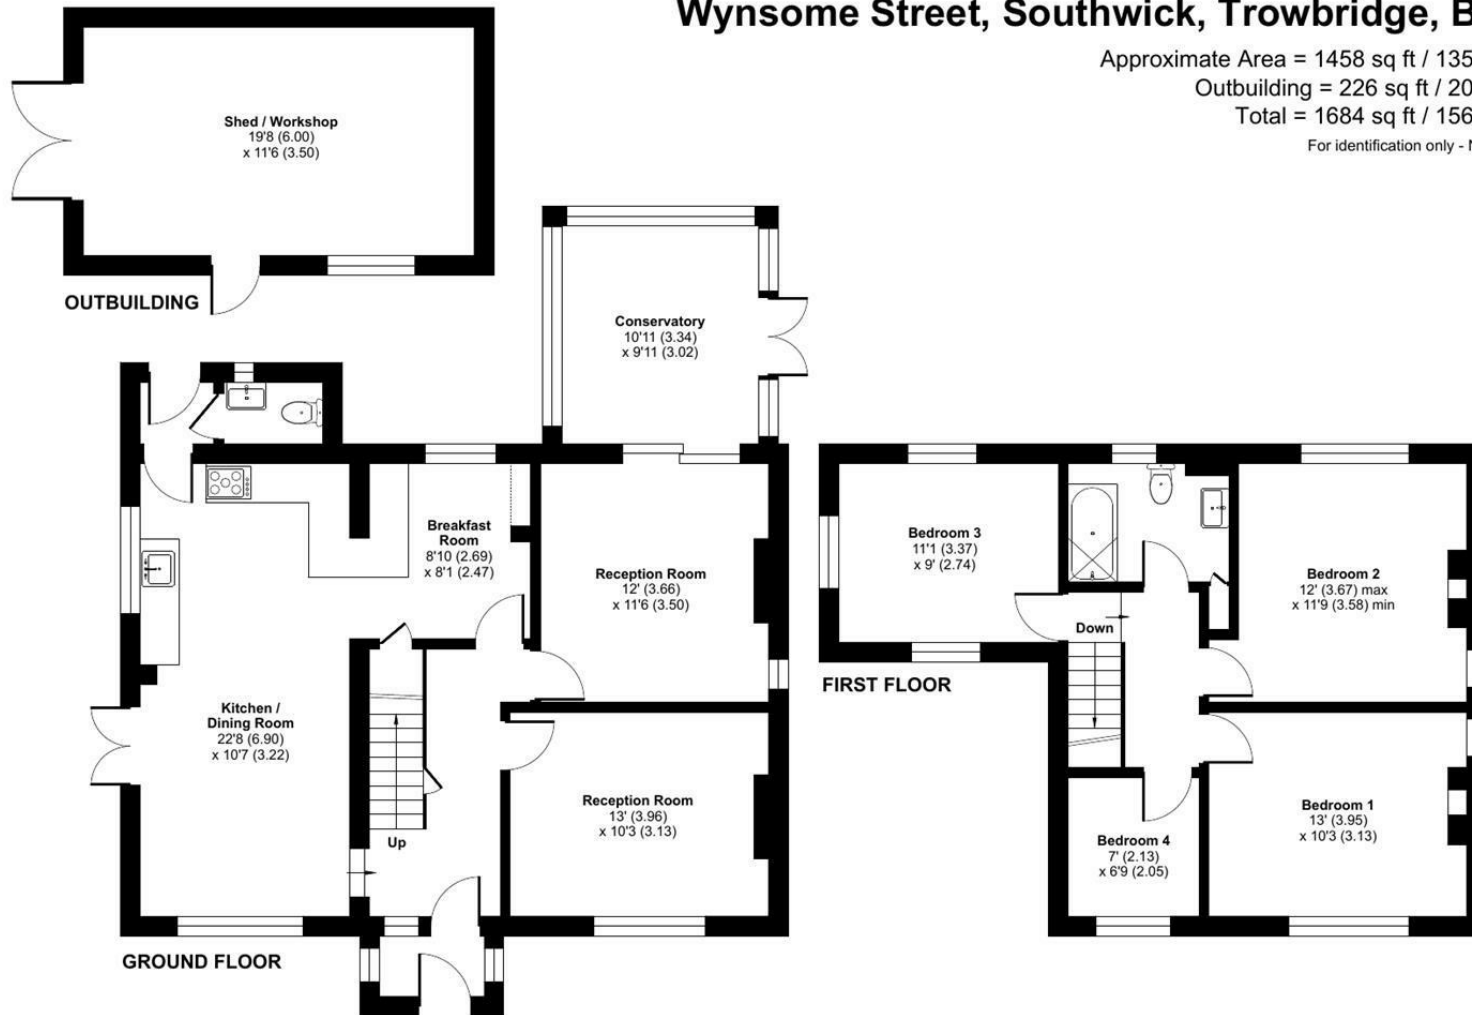 Wynsome Street, Southwick, Trowbridge, B
Approximate Area = 1458 sq ft / 135
Outbuilding = 226 sq ft / 20
Total = 1684 sq ft / 156
For identification only - N
Shed / Workshop
19'8 (6.00)
x 11'6 (3.50)
OUTBUILDING
Conservatory
10'11 (3.34)
x 9'11 (3.02)
Breakfast
Room
8'10 (2.69)
x 8'1 (2.47)
Reception Room
12' (3.66)
x 11'6 (3.50)
Kitchen /
Dining Room
22'8 (6.90)
x 10'7 (3.22)
Reception Room
13' (3.96)
x 10'3 (3.13)
Up
GROUND FLOOR
Bedroom 3
11'1 (3.37)
x 9' (2.74)
Bedroom 2
12' (3.67) max
x 11'9 (3.58) min
Down
FIRST FLOOR
Bedroom 4
7' (2.13)
x 6'9 (2.05)
Bedroom 1
13' (3.95)
x 10'3 (3.13)